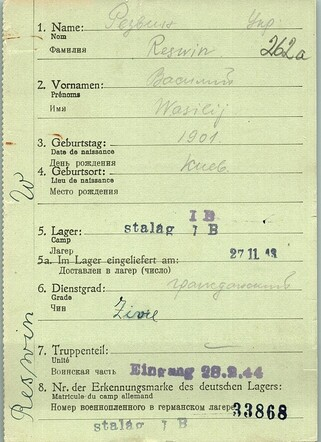 1. Name: Резвин Укр.
Nom
Фамилия Reswin 262a
2. Vornamen: Василий
Prénoms
Имя Wasilij
3. Geburtstag: 1901.
Date de naissance
День рождения
4. Geburtsort: Киев.
Lieu de naissance
Место рождения
I B
5. Lager: stalag I B
Camp
Лагер 27 11 43
5a. Im Lager eingeliefert am:
Доставлен в лагер (число)
6. Dienstgrad: гражданский
Grade
Чин Zivil
7. Truppenteil:
Unité
Воинская часть Eingang 28.2.44
8. Nr. der Erkennungsmarke des deutschen Lagers:
Matricule du camp allemand
Номер военнопленного в германском лагере 33868
stalag I B
Reswin W